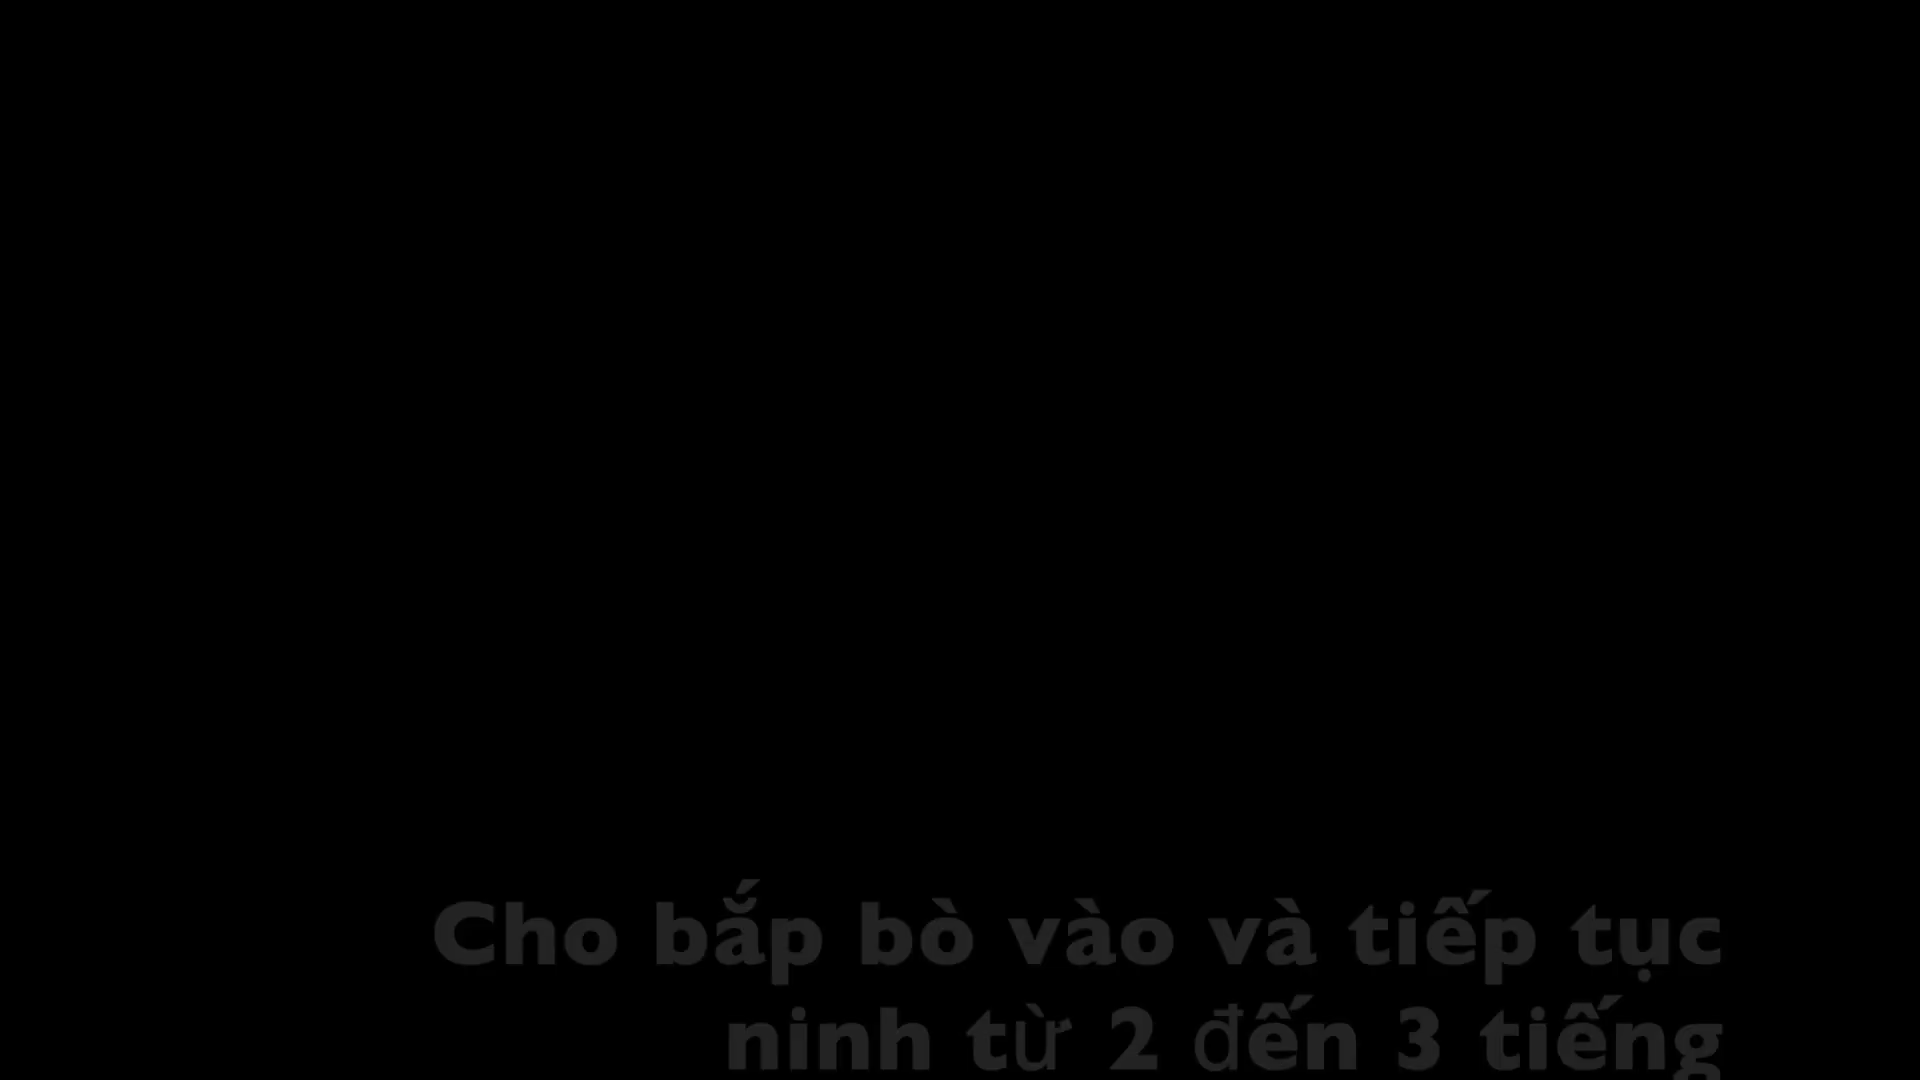 Cho bắp bò vào và tiếp tục
ninh từ 2 đến 3 tiếng